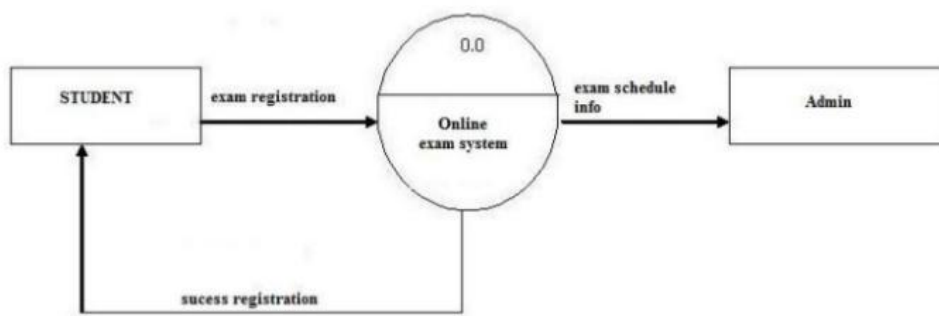 0.0
STUDENT
exam registration
Online
exam system
exam schedule
info
Admin
sucess registration